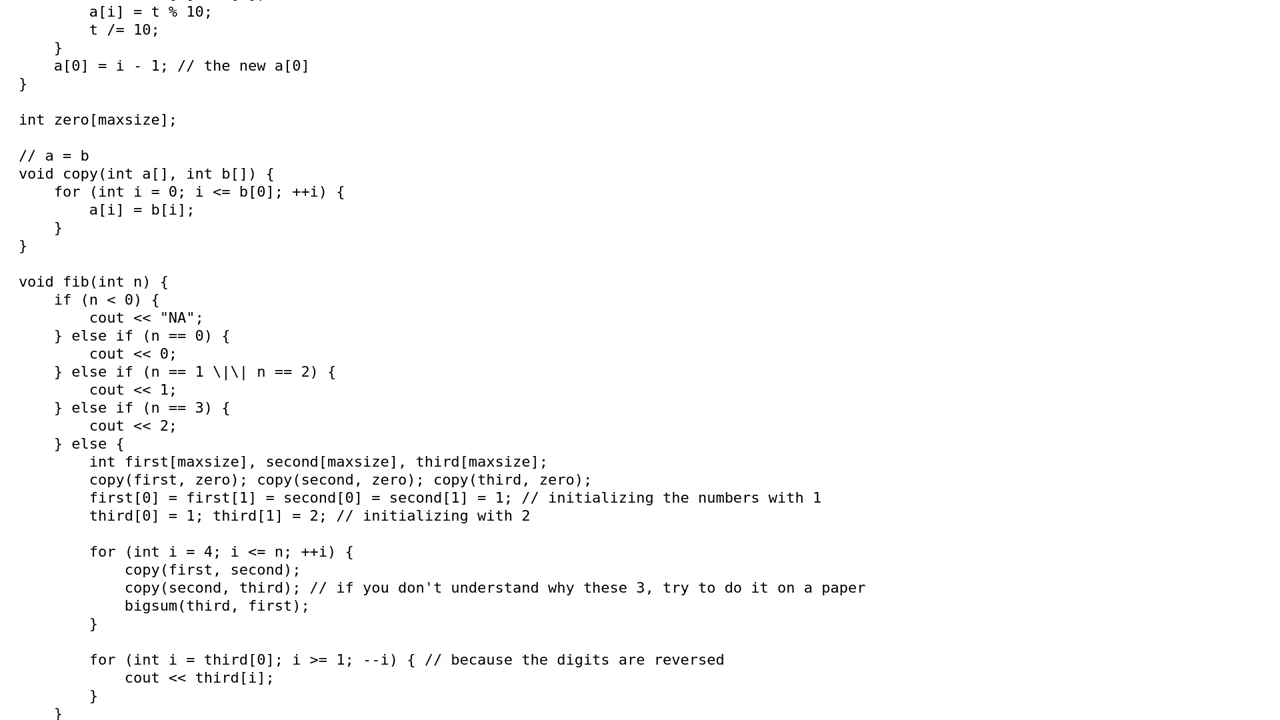 a[i] = t % 10;
        t /= 10;
    }
    a[0] = i - 1; // the new a[0]
}

int zero[maxsize];

// a = b
void copy(int a[], int b[]) {
    for (int i = 0; i <= b[0]; ++i) {
        a[i] = b[i];
    }
}

void fib(int n) {
    if (n < 0) {
        cout << "NA";
    } else if (n == 0) {
        cout << 0;
    } else if (n == 1 \|\| n == 2) {
        cout << 1;
    } else if (n == 3) {
        cout << 2;
    } else {
        int first[maxsize], second[maxsize], third[maxsize];
        copy(first, zero); copy(second, zero); copy(third, zero);
        first[0] = first[1] = second[0] = second[1] = 1; // initializing the numbers with 1
        third[0] = 1; third[1] = 2; // initializing with 2

        for (int i = 4; i <= n; ++i) {
            copy(first, second);
            copy(second, third); // if you don't understand why these 3, try to do it on a paper
            bigsum(third, first);
        }

        for (int i = third[0]; i >= 1; --i) { // because the digits are reversed
            cout << third[i];
        }
    }